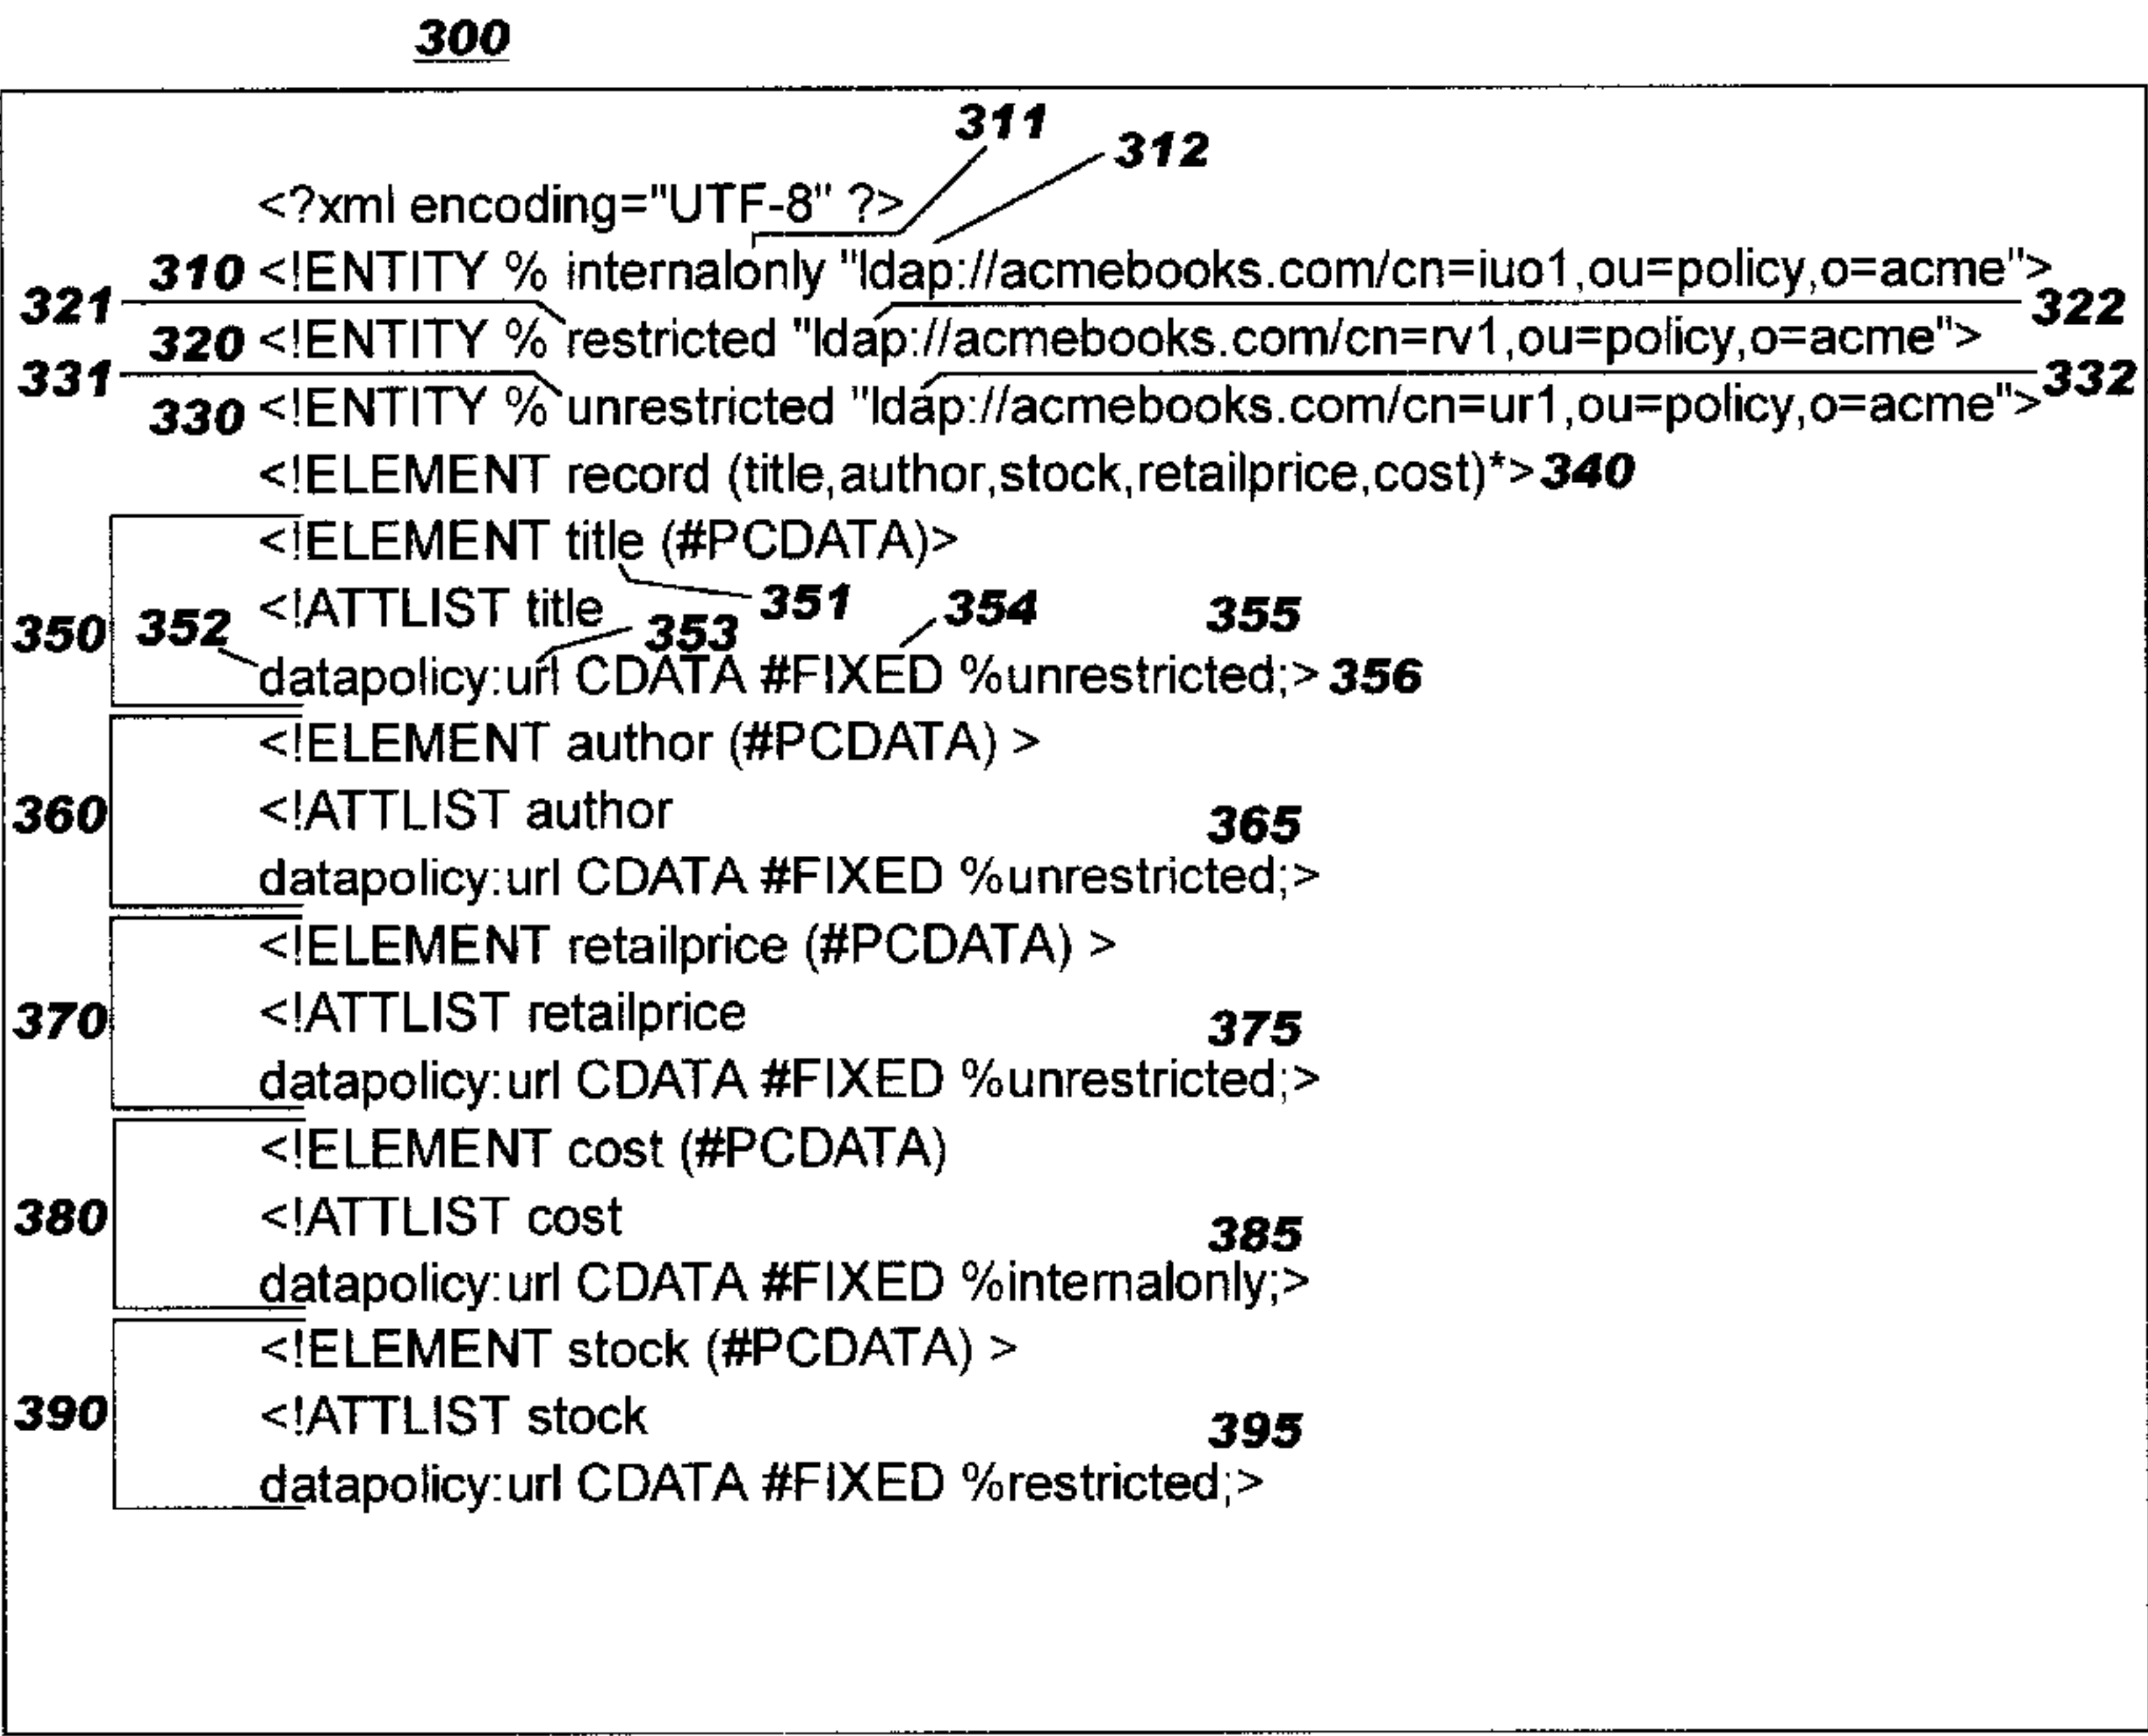 300
311
312
<?xml encoding="UTF-8" ?>
310 <!ENTITY % internalonly "ldap://acmebooks.com/cn=iuo1,ou=policy,o=acme">
321 322
320 <!ENTITY % restricted "ldap://acmebooks.com/cn=rv1,ou=policy,o=acme">
331 332
330 <!ENTITY % unrestricted "ldap://acmebooks.com/cn=ur1,ou=policy,o=acme">
<!ELEMENT record (title,author,stock,retailprice,cost)*> 340
<!ELEMENT title (#PCDATA)>
351 354 355
350 352 <!ATTLIST title 353
datapolicy:url CDATA #FIXED %unrestricted;> 356
<!ELEMENT author (#PCDATA) >
360 <!ATTLIST author 365
datapolicy:url CDATA #FIXED %unrestricted;>
<!ELEMENT retailprice (#PCDATA) >
370 <!ATTLIST retailprice 375
datapolicy:url CDATA #FIXED %unrestricted;>
<!ELEMENT cost (#PCDATA)
380 <!ATTLIST cost 385
datapolicy:url CDATA #FIXED %internalonly;>
<!ELEMENT stock (#PCDATA) >
390 <!ATTLIST stock 395
datapolicy:url CDATA #FIXED %restricted;>